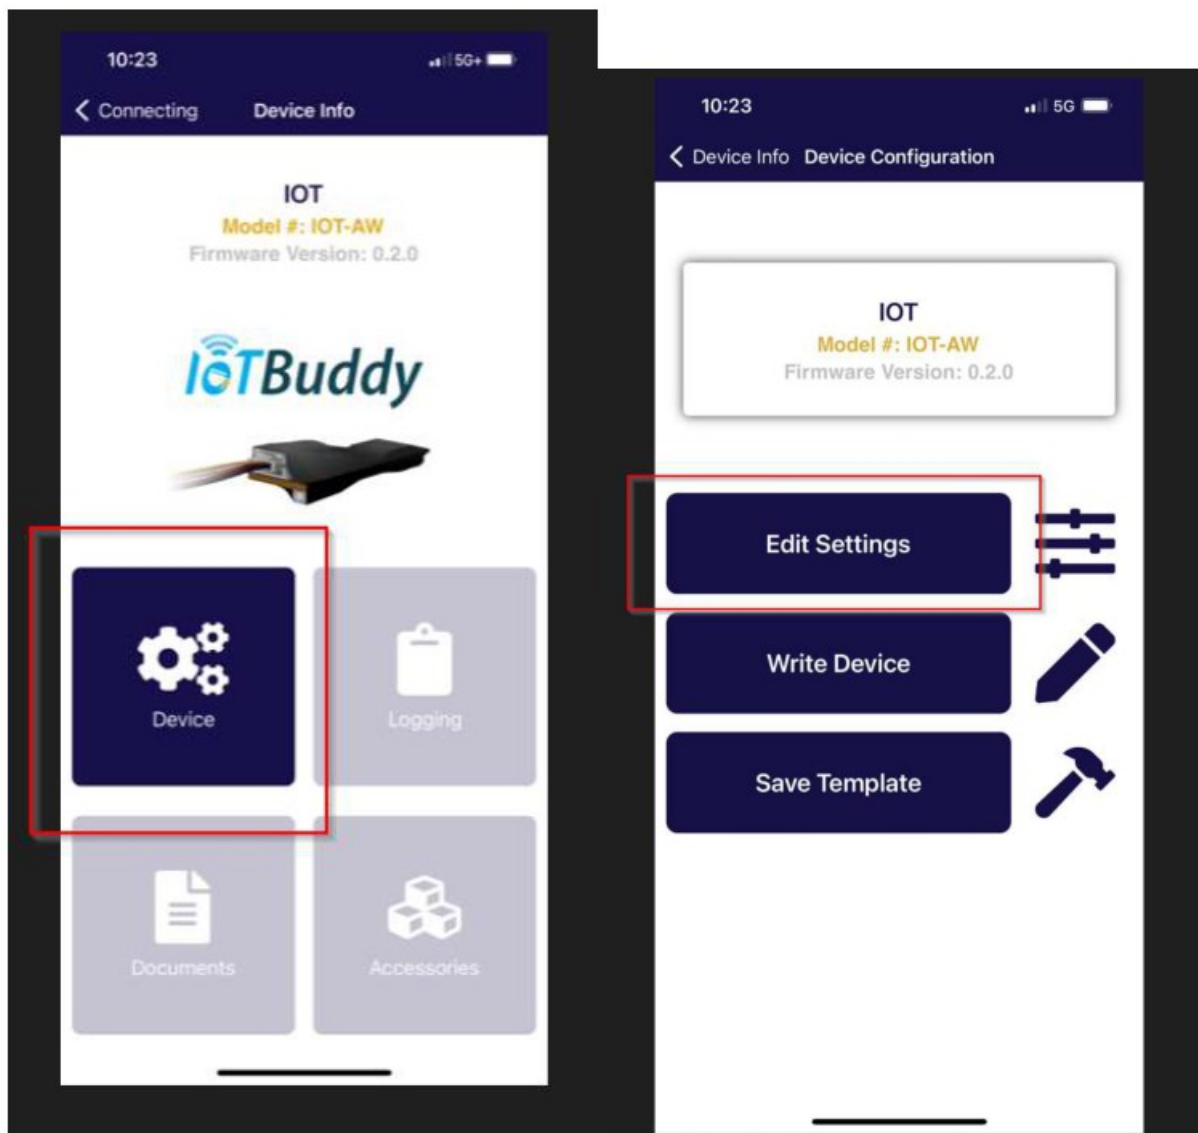 10:23
5G+
Connecting
Device Info
IOT
Model #: IOT-AW
Firmware Version: 0.2.0
IoTBuddy
Device
Logging
Documents
Accessories
10:23
5G
Device Info
Device Configuration
IOT
Model #: IOT-AW
Firmware Version: 0.2.0
Edit Settings
Write Device
Save Template